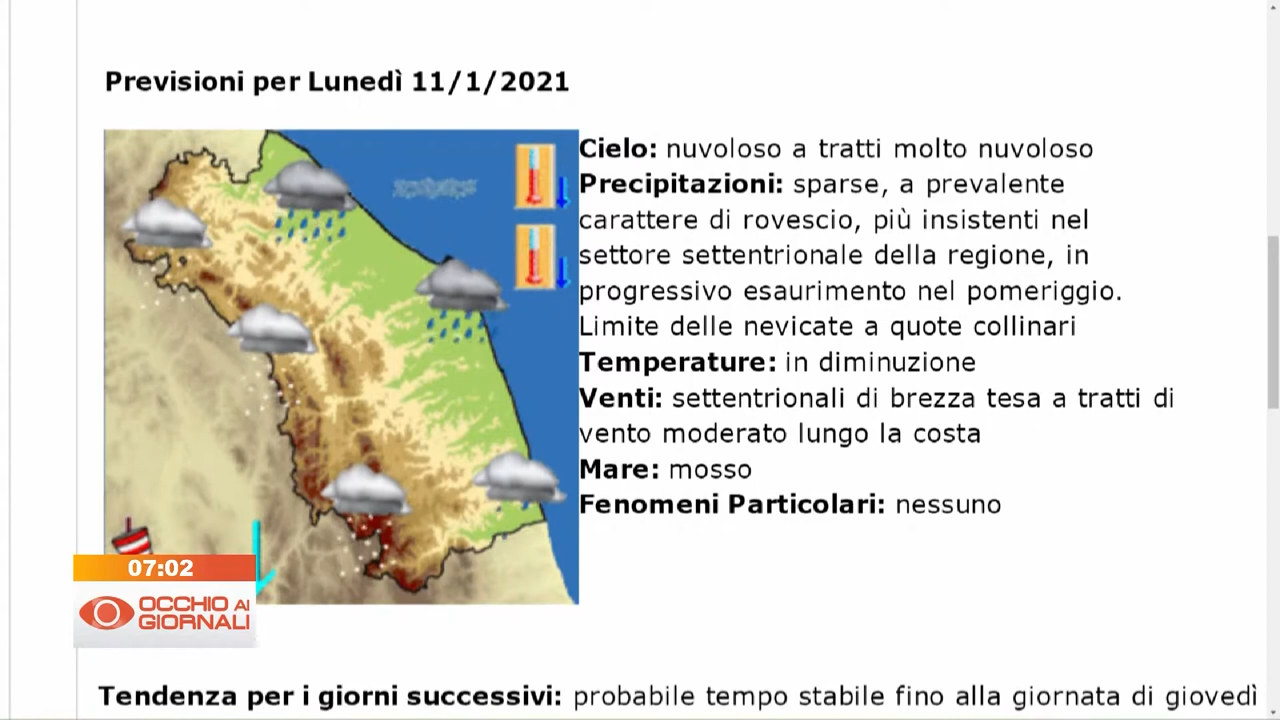 Previsioni per Lunedì 11/1/2021
Cielo: nuvoloso a tratti molto nuvoloso
Precipitazioni: sparse, a prevalente
carattere di rovescio, più insistenti nel
settore settentrionale della regione, in
progressivo esaurimento nel pomeriggio.
Limite delle nevicate a quote collinari
Temperature: in diminuzione
Venti: settentrionali di brezza tesa a tratti di
vento moderato lungo la costa
Mare: mosso
Fenomeni Particolari: nessuno
07:02
OCCHIO AI
GIORNALI
Tendenza per i giorni successivi: probabile tempo stabile fino alla giornata di giovedì